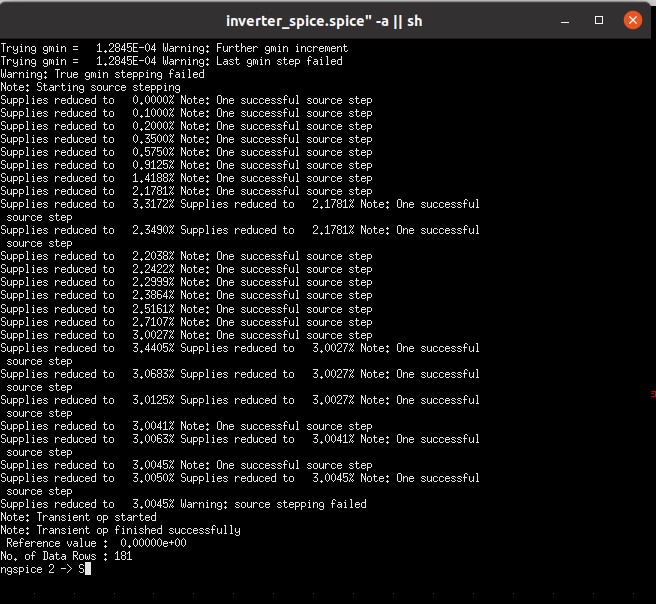 inverter_spice.spice" -a || sh
Trying gmin =   1.2845E-04 Warning: Further gmin increment
Trying gmin =   1.2845E-04 Warning: Last gmin step failed
Warning: True gmin stepping failed
Note: Starting source stepping
Supplies reduced to   0.0000% Note: One successful source step
Supplies reduced to   0.1000% Note: One successful source step
Supplies reduced to   0.2000% Note: One successful source step
Supplies reduced to   0.3500% Note: One successful source step
Supplies reduced to   0.5750% Note: One successful source step
Supplies reduced to   0.9125% Note: One successful source step
Supplies reduced to   1.4188% Note: One successful source step
Supplies reduced to   2.1781% Note: One successful source step
Supplies reduced to   3.3172% Supplies reduced to   2.1781% Note: One successful
 source step
Supplies reduced to   2.3490% Supplies reduced to   2.1781% Note: One successful
 source step
Supplies reduced to   2.2038% Note: One successful source step
Supplies reduced to   2.2422% Note: One successful source step
Supplies reduced to   2.2999% Note: One successful source step
Supplies reduced to   2.3864% Note: One successful source step
Supplies reduced to   2.5161% Note: One successful source step
Supplies reduced to   2.7107% Note: One successful source step
Supplies reduced to   3.0027% Note: One successful source step
Supplies reduced to   3.4405% Supplies reduced to   3.0027% Note: One successful
 source step
Supplies reduced to   3.0683% Supplies reduced to   3.0027% Note: One successful
 source step
Supplies reduced to   3.0125% Supplies reduced to   3.0027% Note: One successful
 source step
Supplies reduced to   3.0041% Note: One successful source step
Supplies reduced to   3.0063% Supplies reduced to   3.0041% Note: One successful
 source step
Supplies reduced to   3.0045% Note: One successful source step
Supplies reduced to   3.0050% Supplies reduced to   3.0045% Note: One successful
 source step
Supplies reduced to   3.0045% Warning: source stepping failed
Note: Transient op started
Note: Transient op finished successfully
 Reference value :  0.00000e+00
No. of Data Rows : 181
ngspice 2 -> S